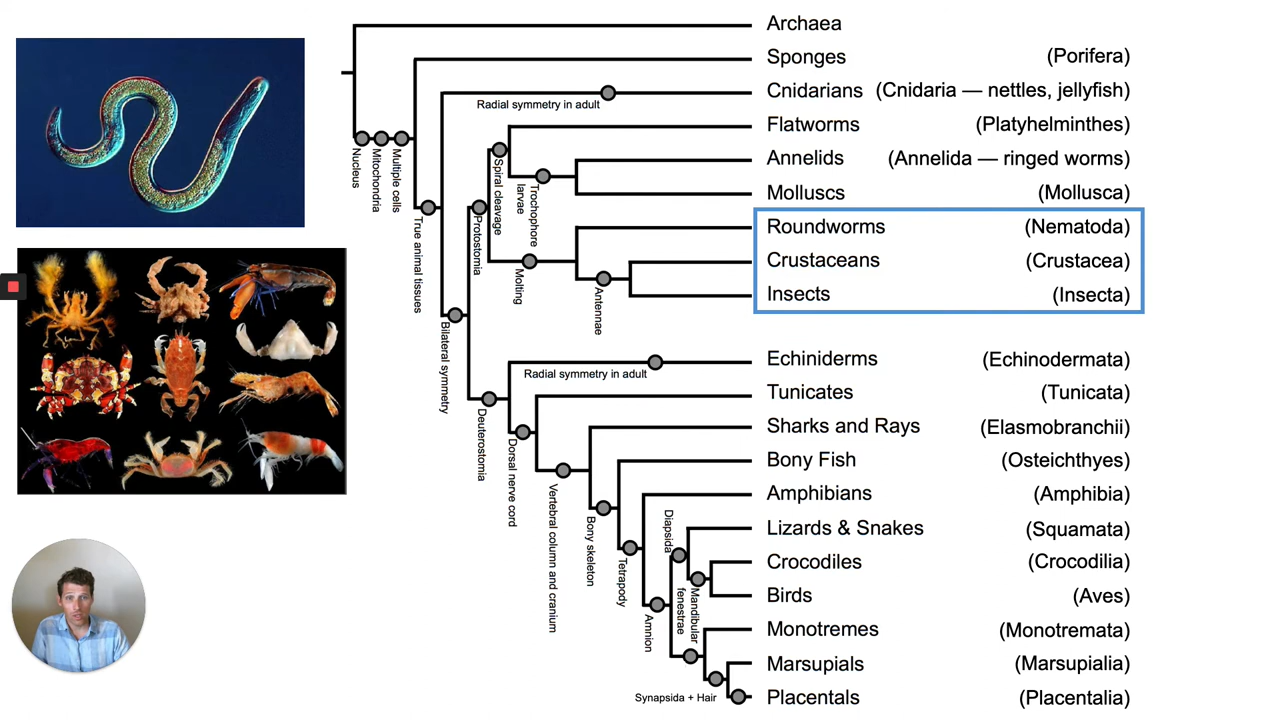 Archaea
Sponges (Porifera)
Cnidarians (Cnidaria — nettles, jellyfish)
Radial symmetry in adult
Flatworms (Platyhelminthes)
Annelids (Annelida — ringed worms)
Molluscs (Mollusca)
Roundworms (Nematoda)
Crustaceans (Crustacea)
Insects (Insecta)
Echiniderms (Echinodermata)
Radial symmetry in adult
Tunicates (Tunicata)
Sharks and Rays (Elasmobranchii)
Bony Fish (Osteichthyes)
Amphibians (Amphibia)
Lizards & Snakes (Squamata)
Crocodiles (Crocodilia)
Birds (Aves)
Monotremes (Monotremata)
Marsupials (Marsupialia)
Placentals (Placentalia)
Nucleus
Mitochondria
Multiple cells
True animal tissues
Bilateral symmetry
Protostomia
Spiral cleavage
Trochophore
larvae
Molting
Antennae
Deuterostomia
Dorsal nerve cord
Vertebral column and cranium
Bony skeleton
Tetrapody
Amnion
Diapsida
Mandibular
fenestrae
Synapsida + Hair